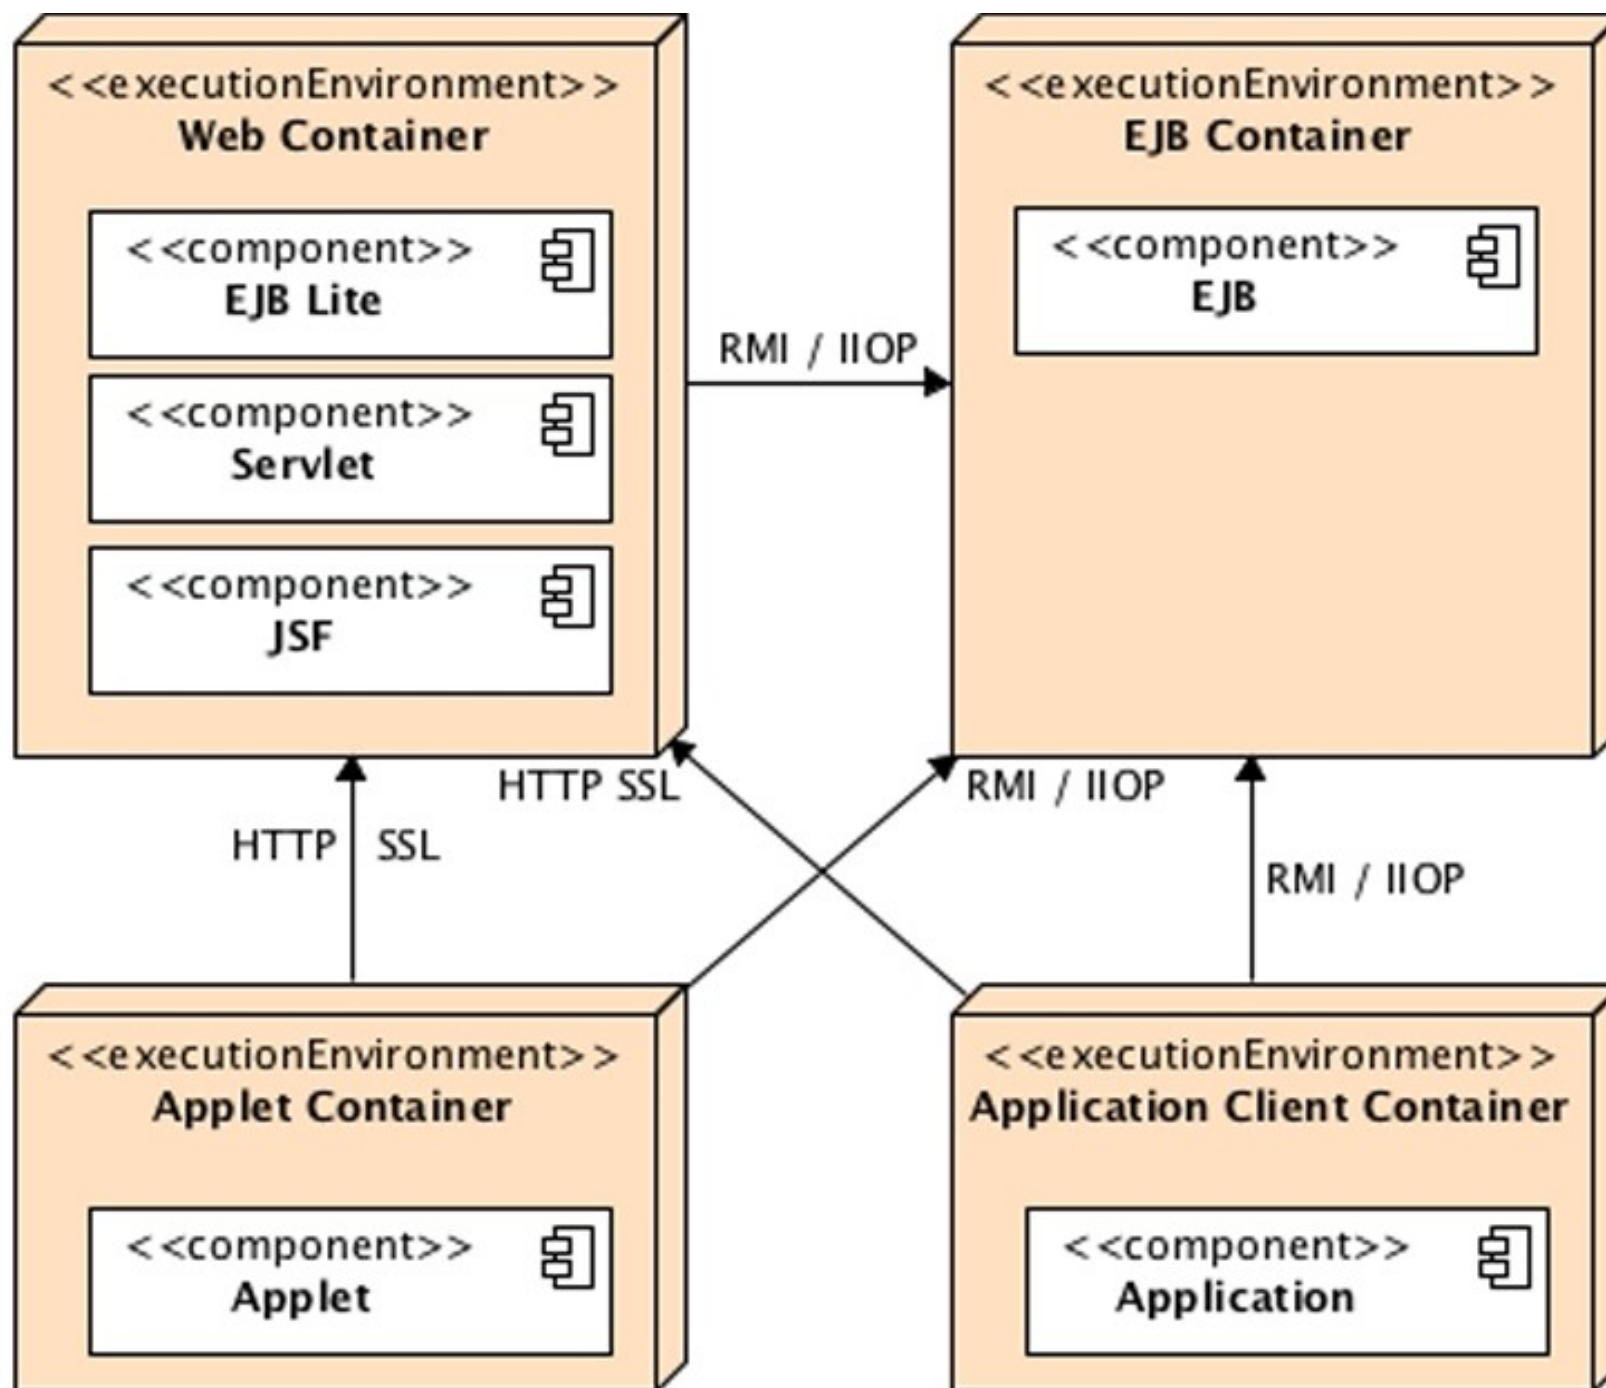 <<executionEnvironment>>
Web Container
<<component>>
EJB Lite
<<component>>
Servlet
<<component>>
JSF
RMI / IIOP
<<executionEnvironment>>
EJB Container
<<component>>
EJB
HTTP SSL
RMI / IIOP
HTTP SSL
RMI / IIOP
<<executionEnvironment>>
Applet Container
<<component>>
Applet
<<executionEnvironment>>
Application Client Container
<<component>>
Application